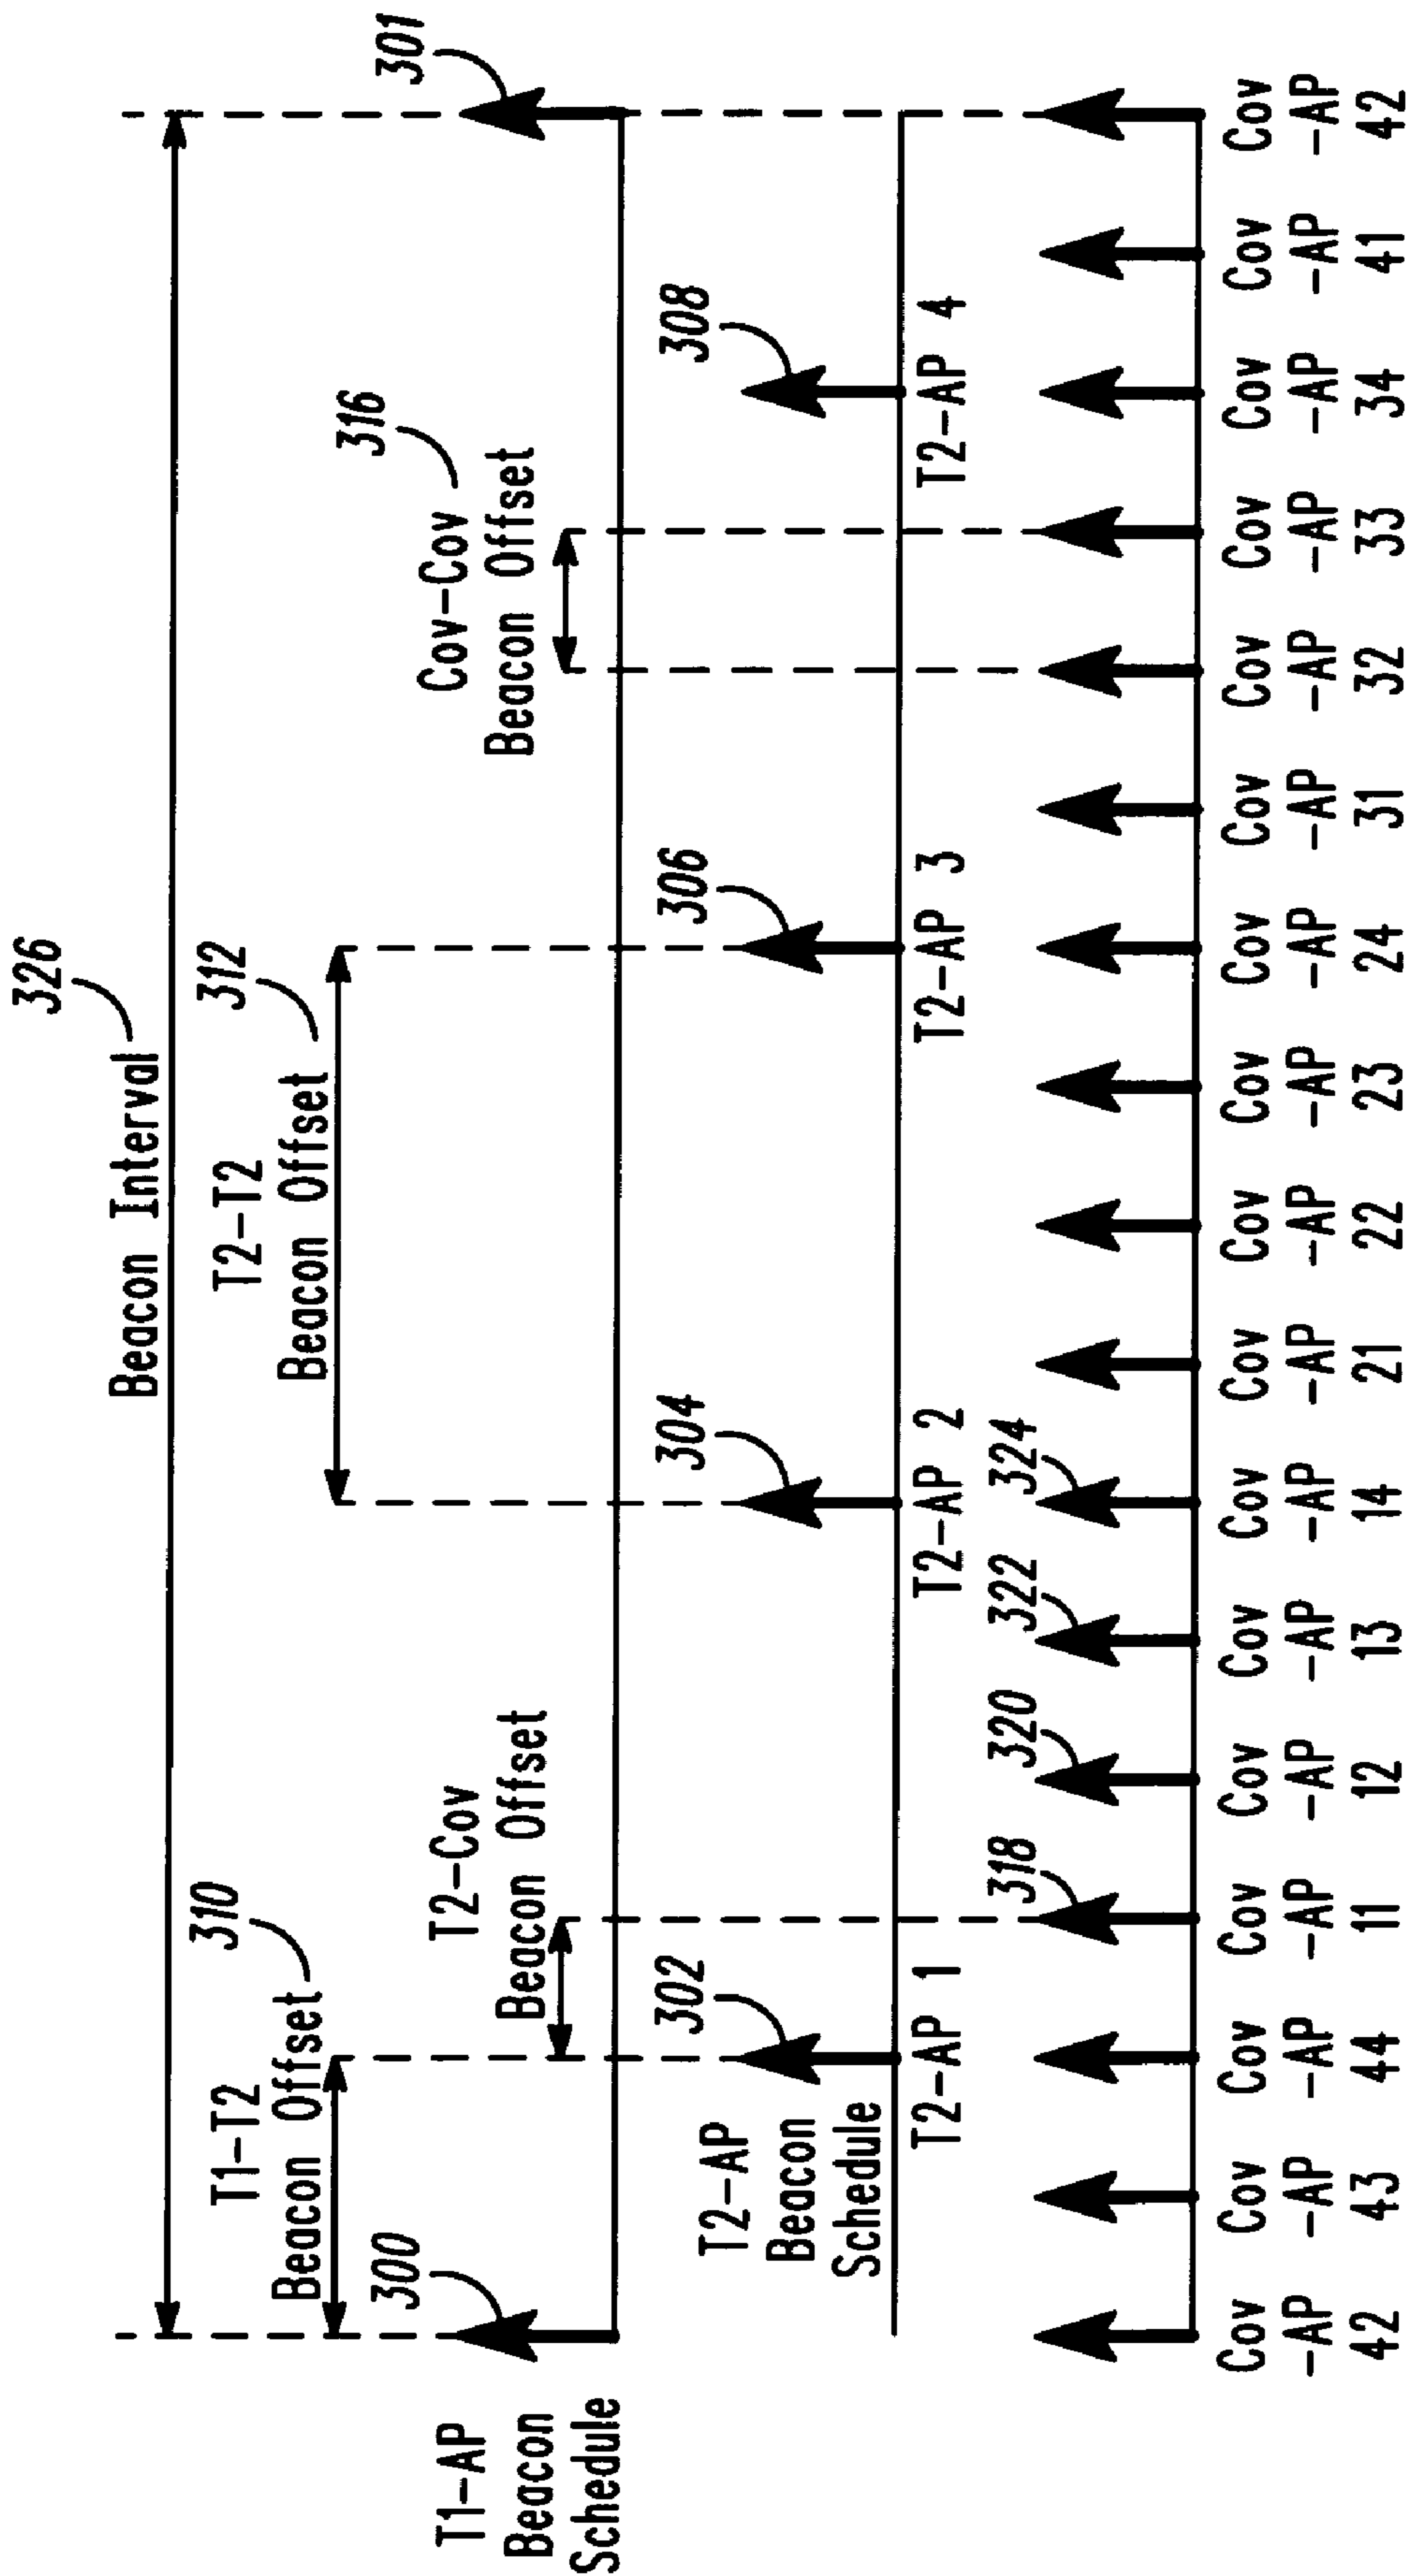 326
Beacon Interval
310
T1-T2
Beacon Offset
312
T2-T2
Beacon Offset
T2-Cov
Beacon Offset
316
Cov-Cov
Beacon Offset
T1-AP
Beacon
Schedule
300
301
T2-AP
Beacon
Schedule
302
304
306
308
T2-AP 1
T2-AP 2
T2-AP 3
T2-AP 4
318
320
322
324
Cov
-AP
42
Cov
-AP
43
Cov
-AP
44
Cov
-AP
11
Cov
-AP
12
Cov
-AP
13
Cov
-AP
14
Cov
-AP
21
Cov
-AP
22
Cov
-AP
23
Cov
-AP
24
Cov
-AP
31
Cov
-AP
32
Cov
-AP
33
Cov
-AP
34
Cov
-AP
41
Cov
-AP
42